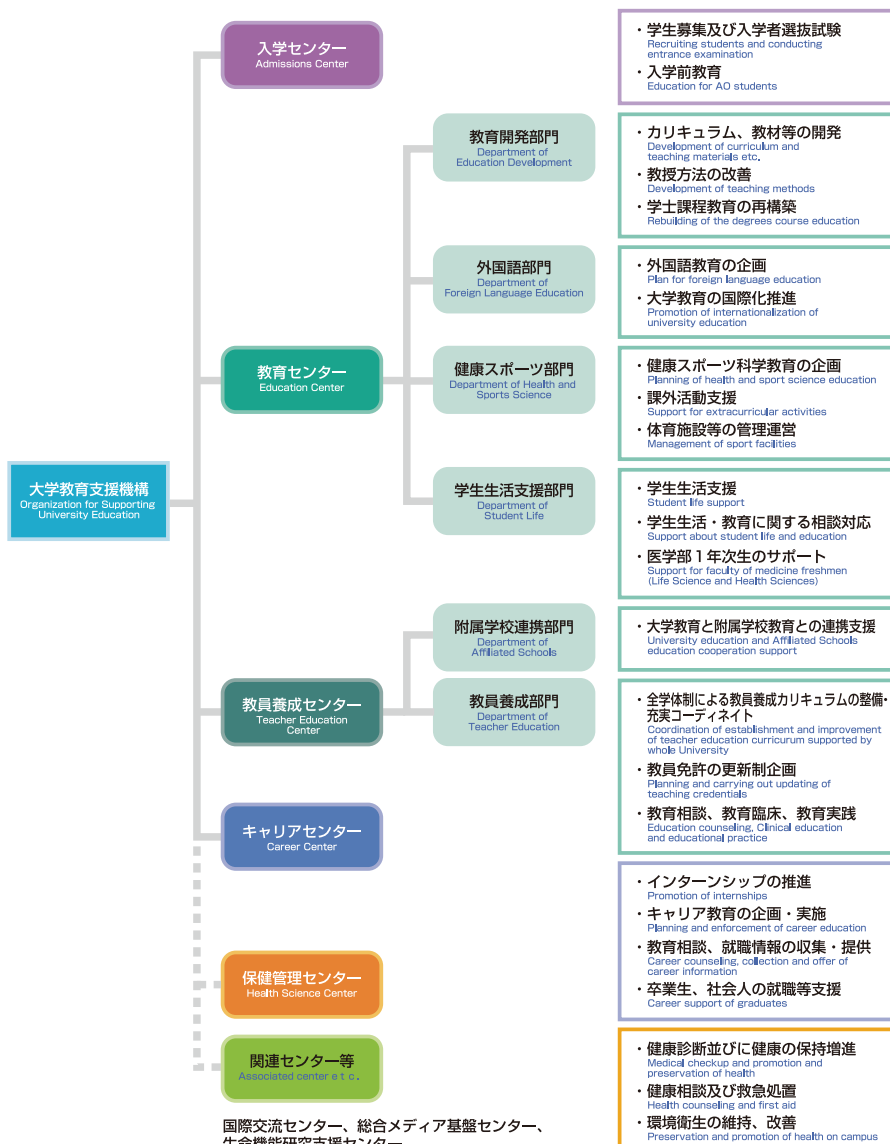 入学センター
Admissions Center
・学生募集及び入学者選抜試験
Recruiting students and conducting
entrance examination
・入学前教育
Education for AO students
教育開発部門
Department of
Education Development
・カリキュラム、教材等の開発
Development of curriculum and
teaching materials etc.
・教授方法の改善
Development of teaching methods
・学士課程教育の再構築
Rebuilding of the degrees course education
外国語部門
Department of
Foreign Language Education
・外国語教育の企画
Plan for foreign language education
・大学教育の国際化推進
Promotion of internationalization of
university education
教育センター
Education Center
健康スポーツ部門
Department of Health and
Sports Science
・健康スポーツ科学教育の企画
Planning of health and sport science education
・課外活動支援
Support for extracurricular activities
・体育施設等の管理運営
Management of sport facilities
大学教育支援機構
Organization for Supporting
University Education
学生生活支援部門
Department of
Student Life
・学生生活支援
Student life support
・学生生活・教育に関する相談対応
Support about student life and education
・医学部1年次生のサポート
Support for faculty of medicine freshmen
(Life Science and Health Sciences)
附属学校連携部門
Department of
Affiliated Schools
・大学教育と附属学校教育との連携支援
University education and Affiliated Schools
education cooperation support
教員養成センター
Teacher Education
Center
教員養成部門
Department of
Teacher Education
・全学体制による教員養成カリキュラムの整備・
充実コーディネイト
Coordination of establishment and improvement
of teacher education curricurum supported by
whole University
・教員免許の更新制企画
Planning and carrying out updating of
teaching credentials
・教育相談、教育臨床、教育実践
Education counseling, Clinical education
and educational practice
キャリアセンター
Career Center
・インターンシップの推進
Promotion of internships
・キャリア教育の企画・実施
Planning and enforcement of career education
・教育相談、就職情報の収集・提供
Career counseling, collection and offer of
career information
・卒業生、社会人の就職等支援
Career support of graduates
保健管理センター
Health Science Center
関連センター等
Associated center e t c .
・健康診断並びに健康の保持増進
Medical checkup and promotion and
preservation of health
・健康相談及び救急処置
Health counseling and first aid
・環境衛生の維持、改善
Preservation and promotion of health on campus
国際交流センター、総合メディア基盤センター、
生命機能研究支援センター